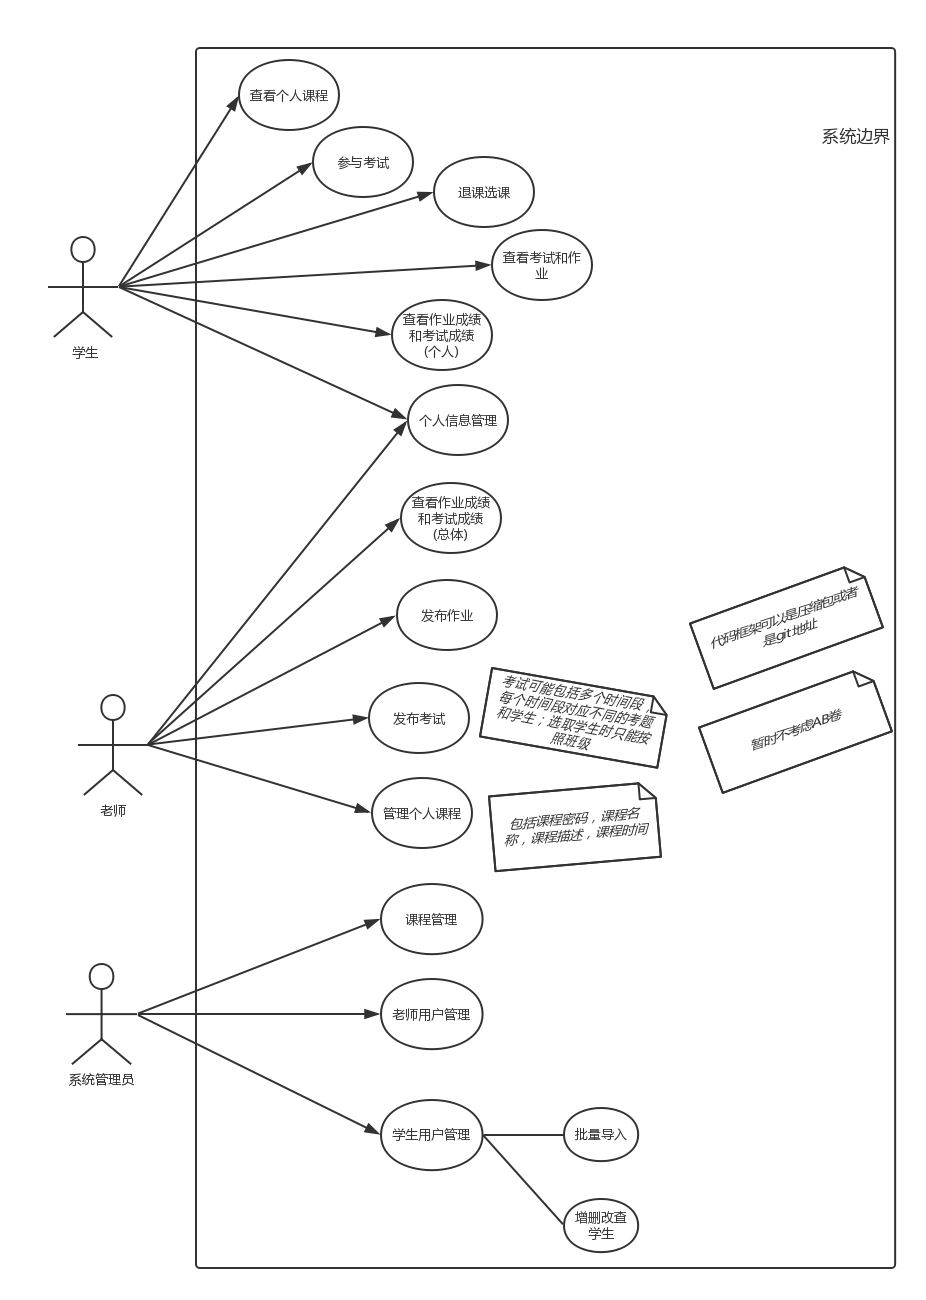 查看个人课程
系统边界
参与考试
退课选课
查看考试和作
业
查看作业成绩
和考试成绩
(个人)
学生
个人信息管理
查看作业成绩
和考试成绩
(总体)
代码框架可以是压缩包或者
是git地址
发布作业
考试可能包括多个时间段，
每个时间段对应不同的考题
和学生；选取学生时只能按
照班级
发布考试
暂时不考虑AB卷
老师
管理个人课程
包括课程密码，课程名
称，课程描述，课程时间
课程管理
老师用户管理
系统管理员
学生用户管理
批量导入
增删改查
学生